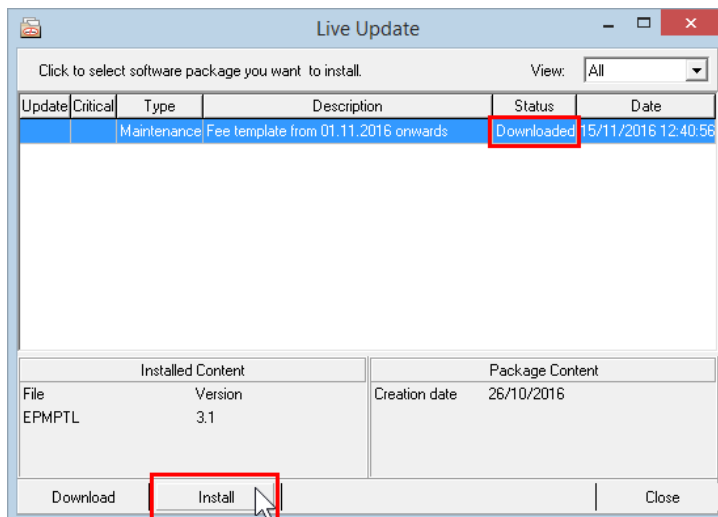 Live Update
Click to select software package you want to install. View: All
Update Critical Type Description Status Date
Maintenance Fee template from 01.11.2016 onwards Downloaded 15/11/2016 12:40:56
Installed Content Package Content
File Version Creation date 26/10/2016
EPMPTL 3.1
Download Install Close